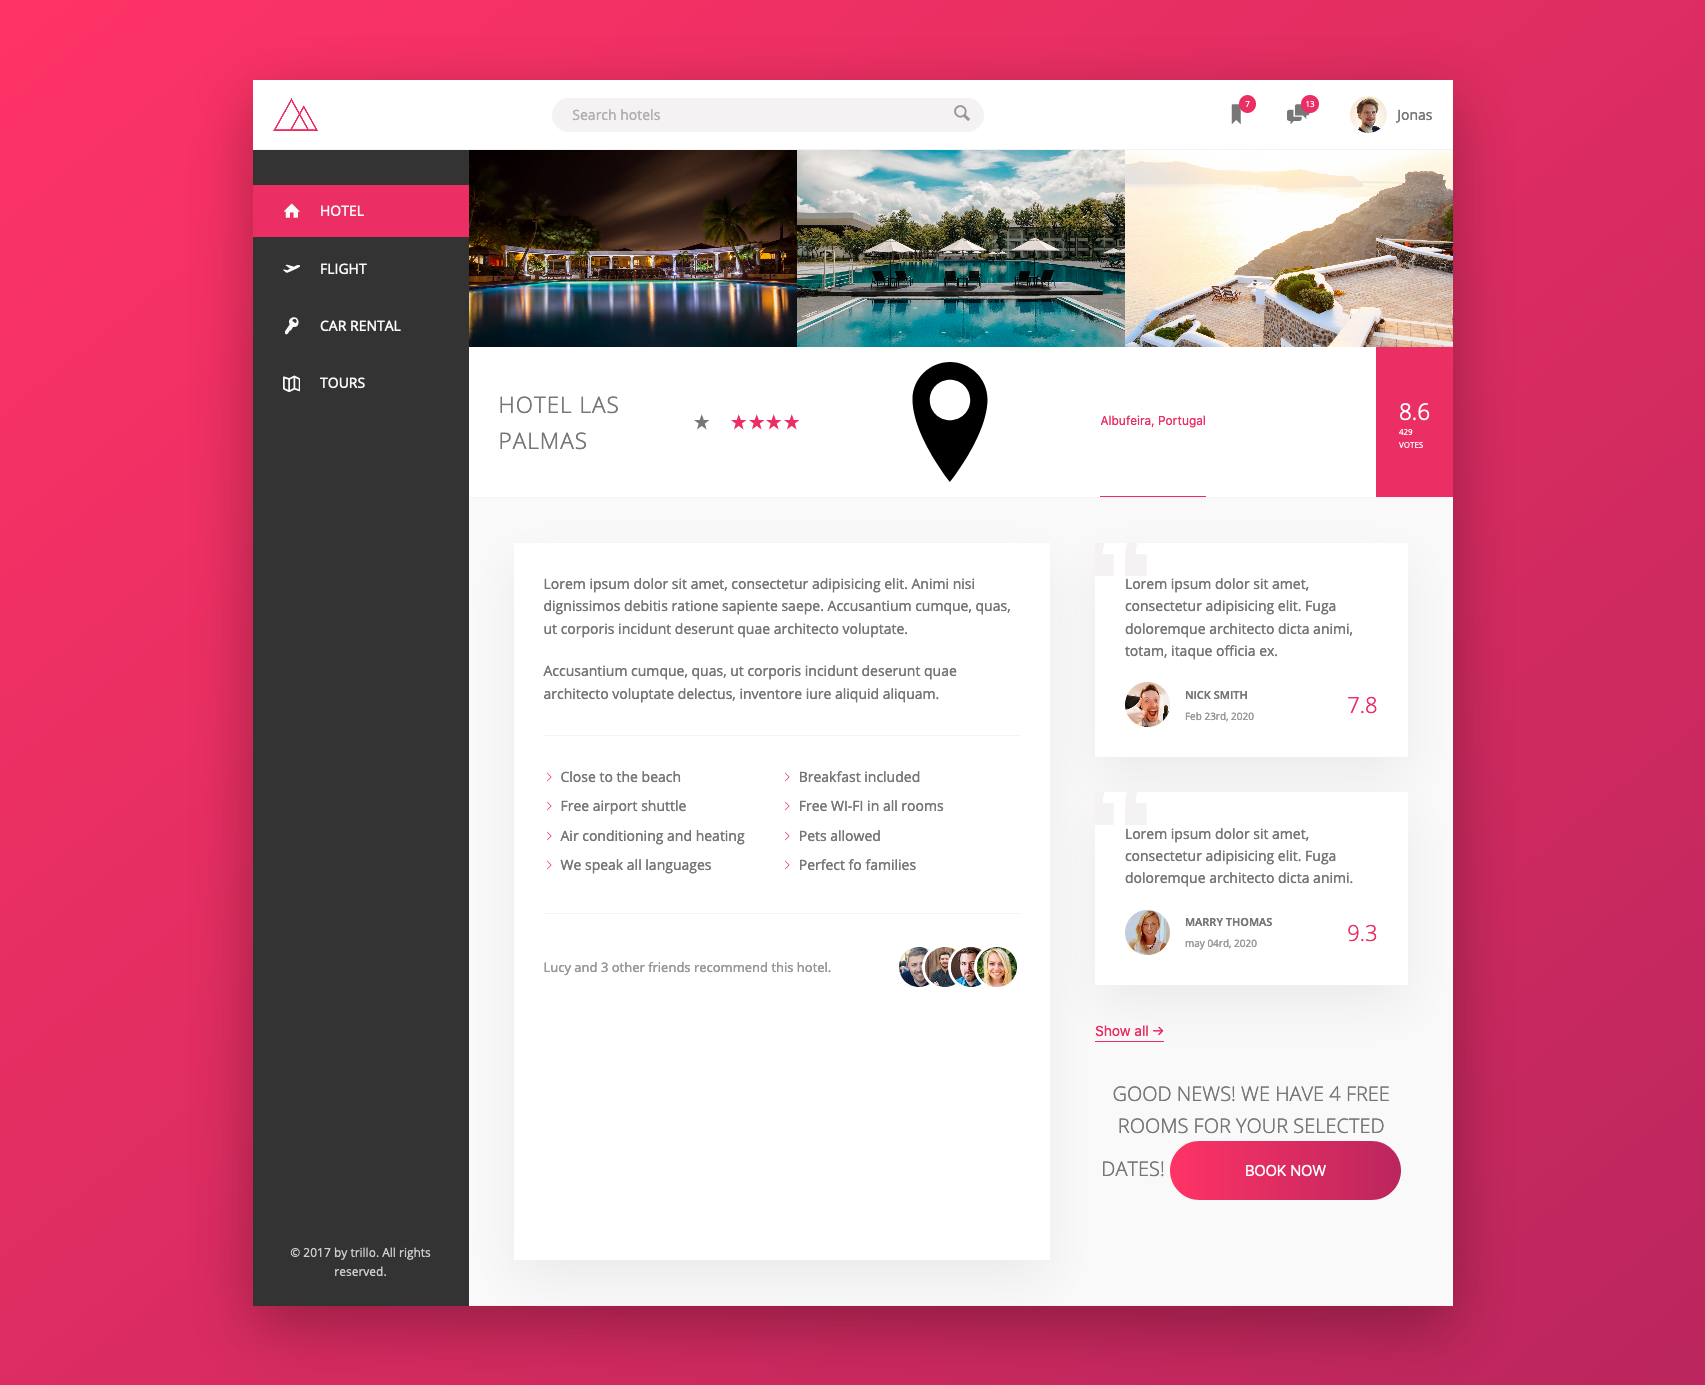 Search hotels
7
13
Jonas
HOTEL
FLIGHT
CAR RENTAL
TOURS
© 2017 by trillo. All rights
reserved.
HOTEL LAS
PALMAS
Albufeira, Portugal
8.6
429
VOTES
Lorem ipsum dolor sit amet, consectetur adipisicing elit. Animi nisi
dignissimos debitis ratione sapiente saepe. Accusantium cumque, quas,
ut corporis incidunt deserunt quae architecto voluptate.
Accusantium cumque, quas, ut corporis incidunt deserunt quae
architecto voluptate delectus, inventore iure aliquid aliquam.
Close to the beach
Free airport shuttle
Air conditioning and heating
We speak all languages
Breakfast included
Free WI-FI in all rooms
Pets allowed
Perfect fo families
Lucy and 3 other friends recommend this hotel.
Lorem ipsum dolor sit amet,
consectetur adipisicing elit. Fuga
doloremque architecto dicta animi,
totam, itaque officia ex.
NICK SMITH
Feb 23rd, 2020
7.8
Lorem ipsum dolor sit amet,
consectetur adipisicing elit. Fuga
doloremque architecto dicta animi.
MARRY THOMAS
may 04rd, 2020
9.3
Show all →
GOOD NEWS! WE HAVE 4 FREE
ROOMS FOR YOUR SELECTED
DATES!
BOOK NOW